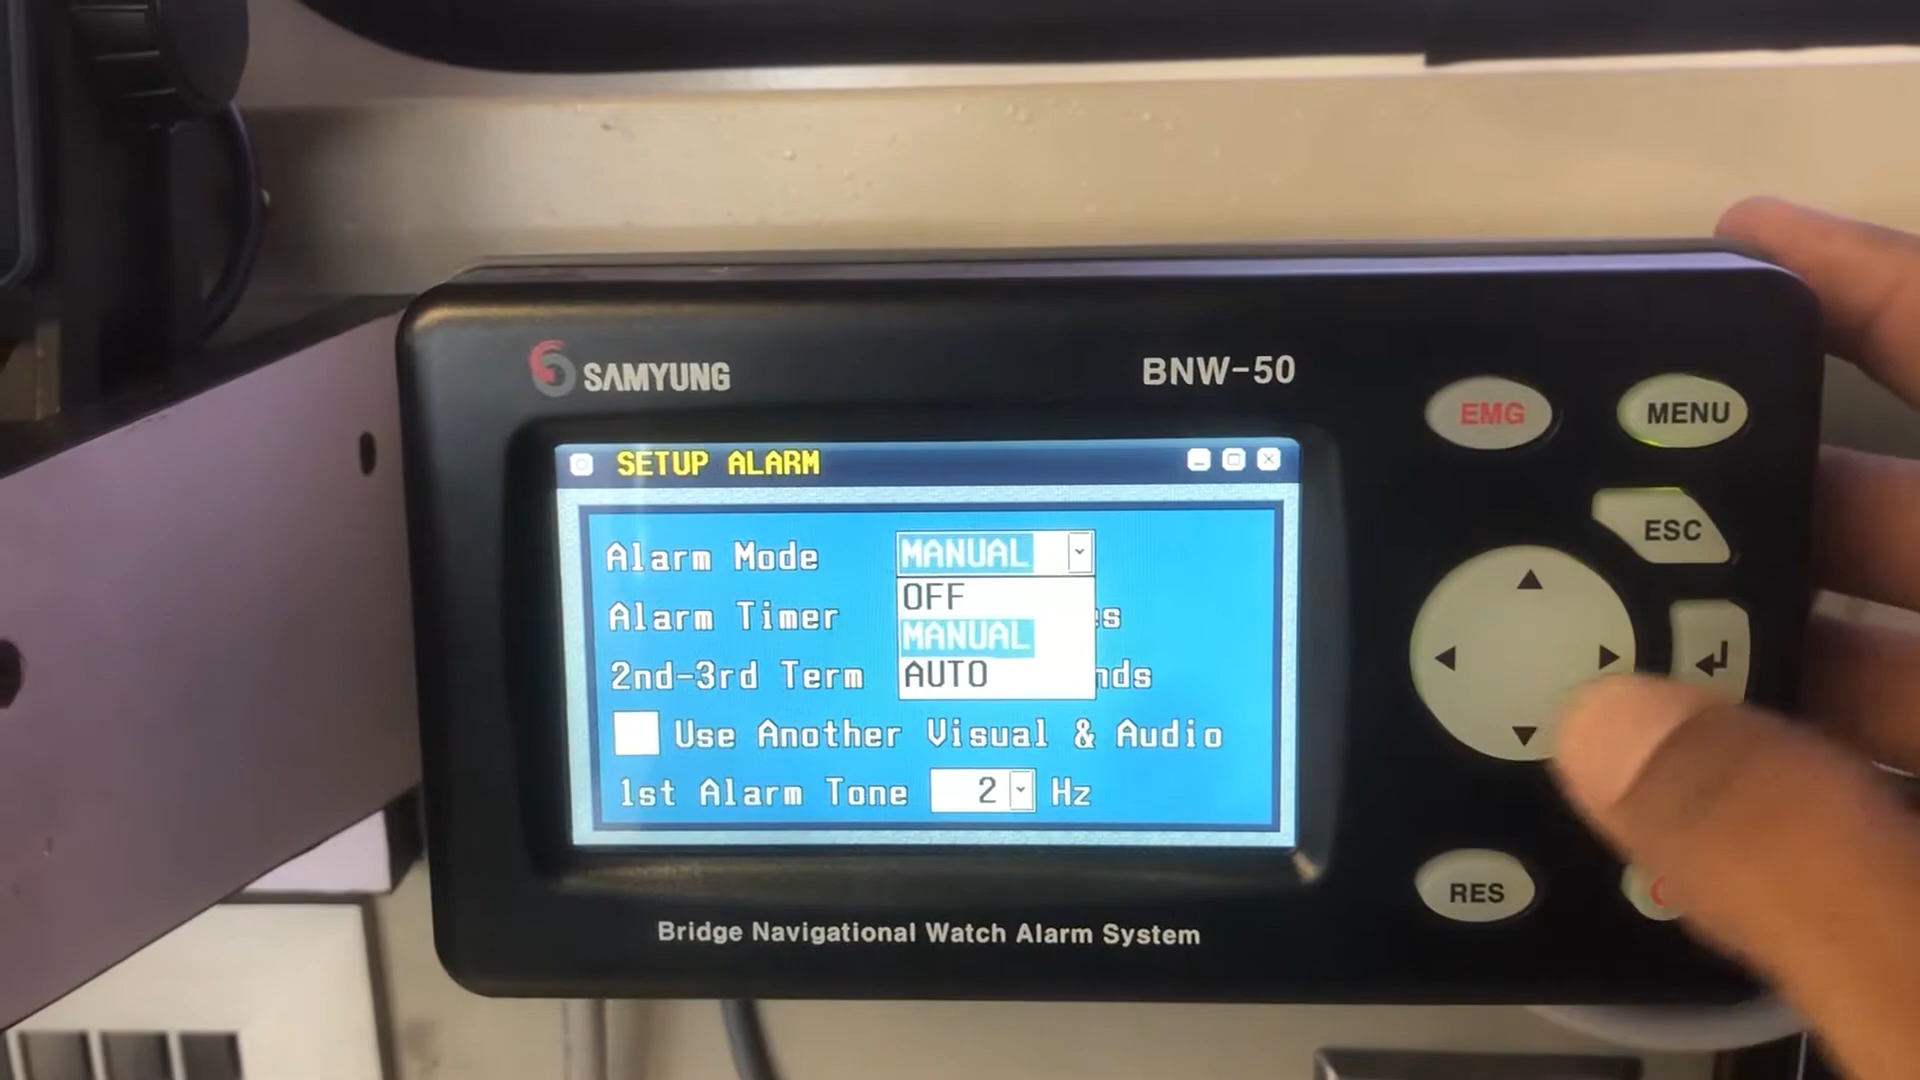 SAMYUNG
BNW-50
EMG
MENU
SETUP ALARM
ESC
Alarm Mode MANUAL
OFF
Alarm Timer
MANUAL
AUTO
2nd-3rd Term
Use Another Visual & Audio
1st Alarm Tone 2 Hz
RES
Bridge Navigational Watch Alarm System